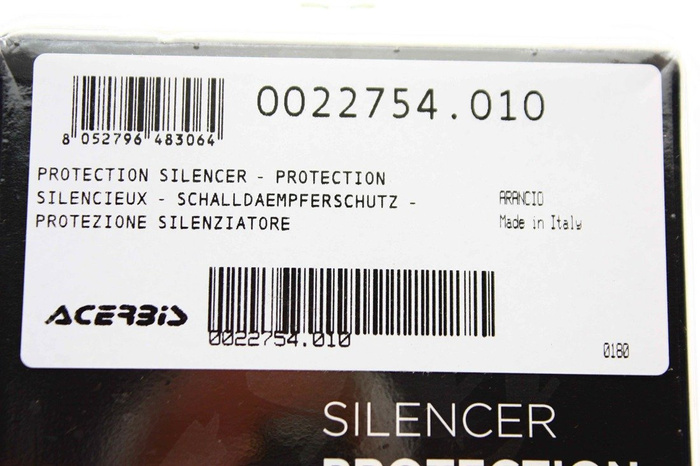 0022754.010
8 052796 483064
PROTECTION SILENCER - PROTECTION
SILENCIEUX - SCHALLDAEMPFERSCHUTZ -
PROTEZIONE SILENZIATORE
ARANCIO
Made in Italy
ACERBIS
0022754.010
0180
SILENCER
PROTECTION